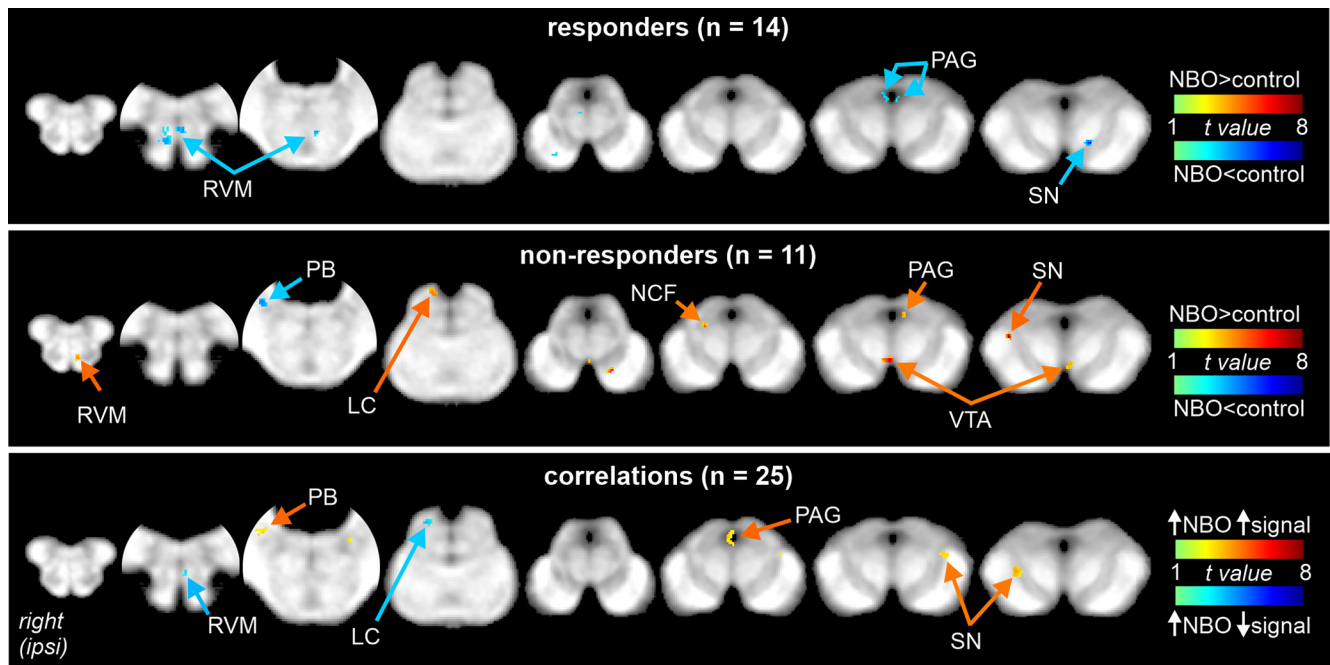 responders (n = 14)
PAG
RVM
SN
NBO>control
1 t value 8
NBO<control
non-responders (n = 11)
PB
NCF
PAG
SN
RVM
LC
VTA
NBO>control
1 t value 8
NBO<control
correlations (n = 25)
PB
PAG
RVM
LC
SN
right
(ipsi)
↑NBO ↑signal
1 t value 8
↑NBO ↓signal